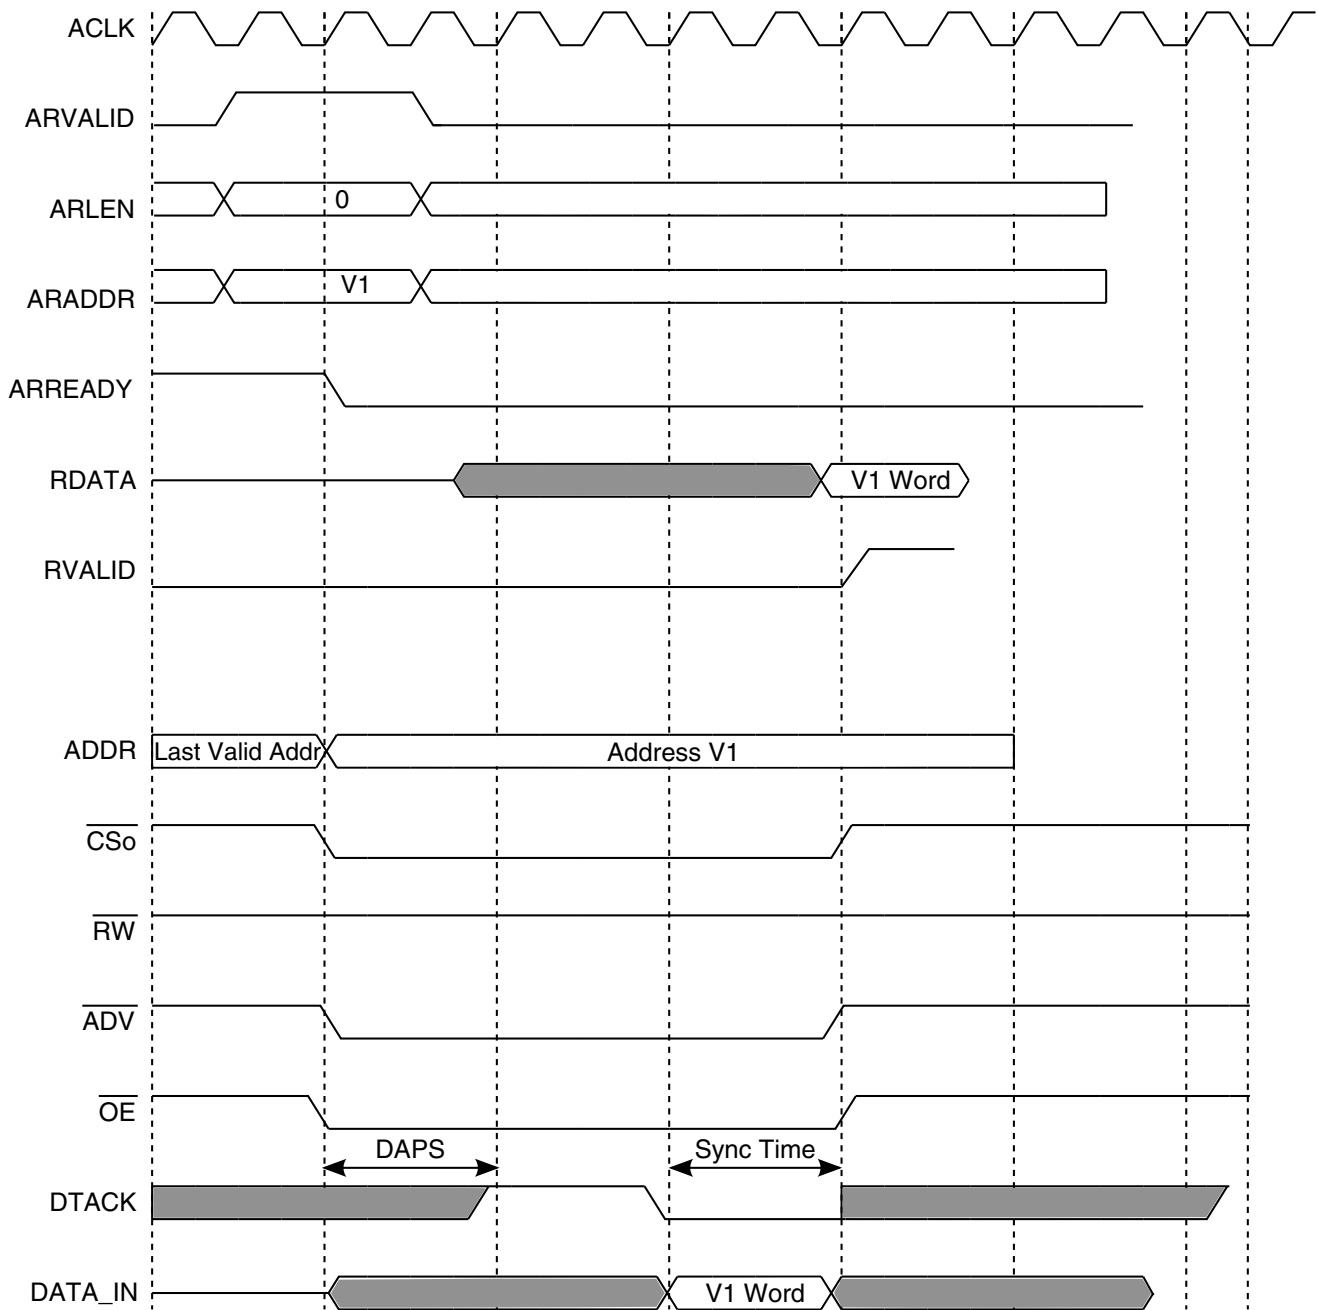 ACLK
ARVALID
ARLEN 0
ARADDR V1
ARREADY
RDATA V1 Word
RVALID
ADDR Last Valid Addr Address V1
CSo
RW
ADV
OE
DAPS Sync Time
DTACK
DATA_IN V1 Word